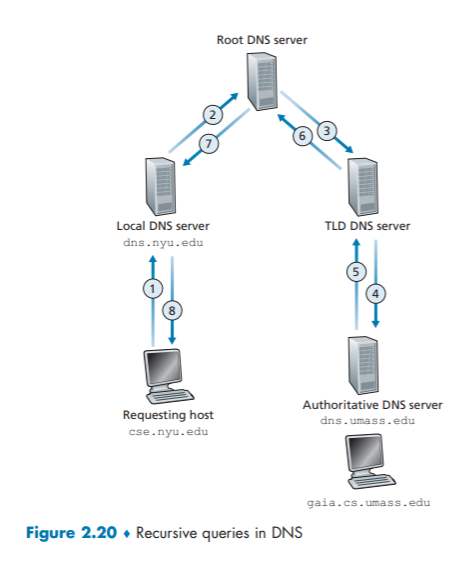 Root DNS server
2
7
6
3
Local DNS server
dns.nyu.edu
TLD DNS server
1
8
5
4
Requesting host
cse.nyu.edu
Authoritative DNS server
dns.umass.edu
gaia.cs.umass.edu
Figure 2.20 ♦ Recursive queries in DNS